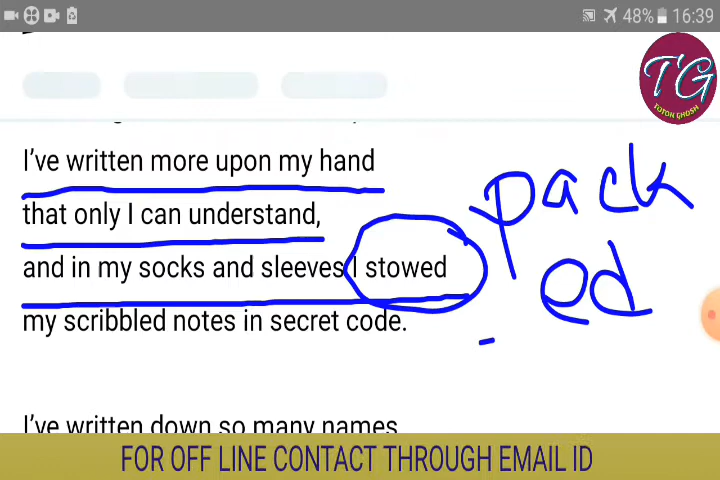 48% 16:39
TG
TOTON GHOSH
I've written more upon my hand
that only I can understand,
and in my socks and sleeves I stowed
my scribbled notes in secret code.
pack
ed
I've written down so many names
FOR OFF LINE CONTACT THROUGH EMAIL ID